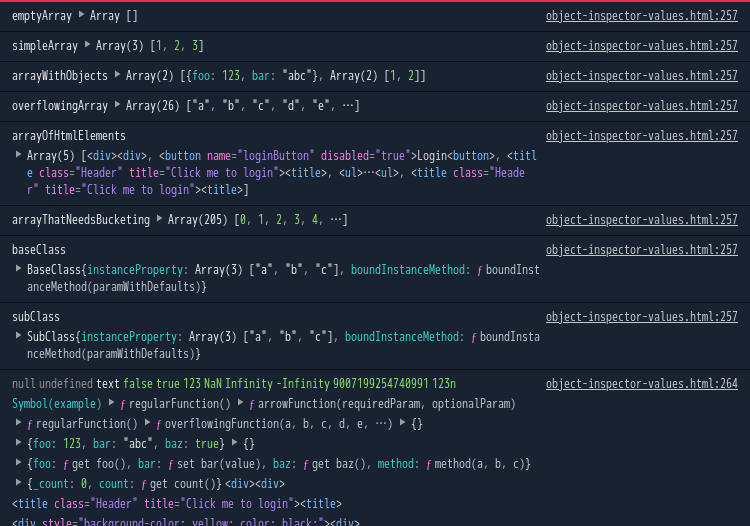 emptyArray ▶ Array [] object-inspector-values.html:257
simpleArray ▶ Array(3) [1, 2, 3] object-inspector-values.html:257
arrayWithObjects ▶ Array(2) [{foo: 123, bar: "abc"}, Array(2) [1, 2]] object-inspector-values.html:257
overflowingArray ▶ Array(26) ["a", "b", "c", "d", "e", …] object-inspector-values.html:257
arrayOfHtmlElements object-inspector-values.html:257
▶ Array(5) [<div><div>, <button name="loginButton" disabled="true">Login<button>, <titl
e class="Header" title="Click me to login"><title>, <ul>…<ul>, <title class="Heade
r" title="Click me to login"><title>]
arrayThatNeedsBucketing ▶ Array(205) [0, 1, 2, 3, 4, …] object-inspector-values.html:257
baseClass object-inspector-values.html:257
▶ BaseClass{instanceProperty: Array(3) ["a", "b", "c"], boundInstanceMethod: ƒ boundInst
anceMethod(paramWithDefaults)}
subClass object-inspector-values.html:257
▶ SubClass{instanceProperty: Array(3) ["a", "b", "c"], boundInstanceMethod: ƒ boundInsta
nceMethod(paramWithDefaults)}
null undefined text false true 123 NaN Infinity -Infinity 9007199254740991 123n object-inspector-values.html:264
Symbol(example) ▶ ƒ regularFunction() ▶ ƒ arrowFunction(requiredParam, optionalParam)
▶ ƒ regularFunction() ▶ ƒ overflowingFunction(a, b, c, d, e, …) ▶ {}
▶ {foo: 123, bar: "abc", baz: true} ▶ {}
▶ {foo: ƒ get foo(), bar: ƒ set bar(value), baz: ƒ get baz(), method: ƒ method(a, b, c)}
▶ {_count: 0, count: ƒ get count()} <div><div>
<title class="Header" title="Click me to login"><title>
<div style="background-color: yellow; color: black;"><div>